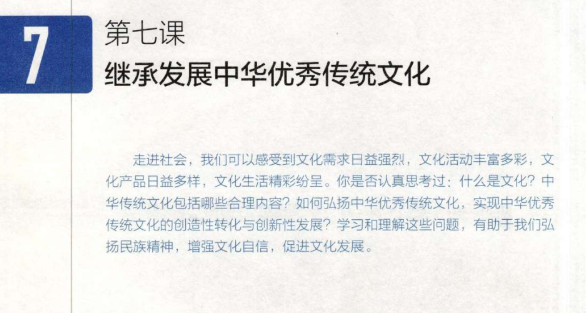 7
第七课
继承发展中华优秀传统文化
走进社会，我们可以感受到文化需求日益强烈，文化活动丰富多彩，文
化产品日益多样，文化生活精彩纷呈。你是否认真思考过：什么是文化？中
华传统文化包括哪些合理内容？如何弘扬中华优秀传统文化，实现中华优秀
传统文化的创造性转化与创新性发展？学习和理解这些问题，有助于我们弘
扬民族精神，增强文化自信，促进文化发展。